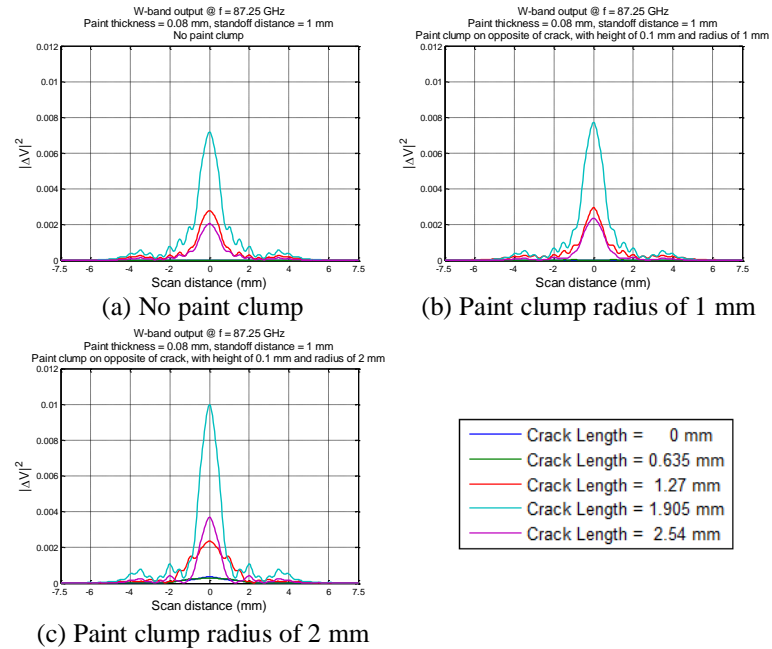 W-band output @ f = 87.25 GHz
Paint thickness = 0.08 mm, standoff distance = 1 mm
No paint clump
0.012
0.01
0.008
0.006
0.004
0.002
0
|ΔV|²
-7.5 -6 -4 -2 0 2 4 6 7.5
Scan distance (mm)
(a) No paint clump
W-band output @ f = 87.25 GHz
Paint thickness = 0.08 mm, standoff distance = 1 mm
Paint clump on opposite of crack, with height of 0.1 mm and radius of 1 mm
0.012
0.01
0.008
0.006
0.004
0.002
0
|ΔV|²
-7.5 -6 -4 -2 0 2 4 6 7.5
Scan distance (mm)
(b) Paint clump radius of 1 mm
W-band output @ f = 87.25 GHz
Paint thickness = 0.08 mm, standoff distance = 1 mm
Paint clump on opposite of crack, with height of 0.1 mm and radius of 2 mm
0.012
0.01
0.008
0.006
0.004
0.002
0
|ΔV|²
-7.5 -6 -4 -2 0 2 4 6 7.5
Scan distance (mm)
(c) Paint clump radius of 2 mm
Crack Length = 0 mm
Crack Length = 0.635 mm
Crack Length = 1.27 mm
Crack Length = 1.905 mm
Crack Length = 2.54 mm